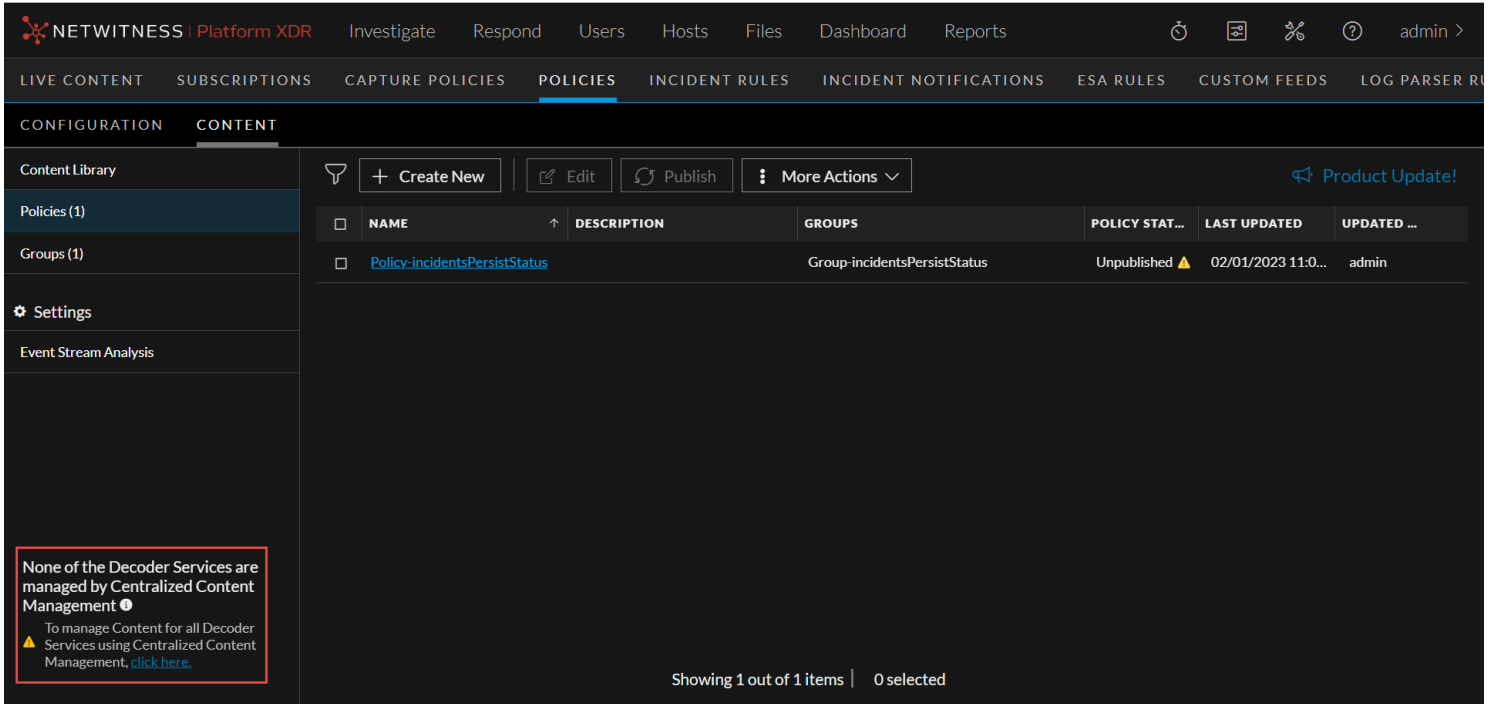 NETWITNESS | Platform XDR Investigate Respond Users Hosts Files Dashboard Reports admin >
LIVE CONTENT SUBSCRIPTIONS CAPTURE POLICIES POLICIES INCIDENT RULES INCIDENT NOTIFICATIONS ESA RULES CUSTOM FEEDS LOG PARSER RU
CONFIGURATION CONTENT
Content Library
Policies (1)
Groups (1)
Settings
Event Stream Analysis
+ Create New Edit Publish More Actions Product Update!
NAME ↑ DESCRIPTION GROUPS POLICY STAT... LAST UPDATED UPDATED ...
Policy-incidentsPersistStatus Group-incidentsPersistStatus Unpublished 02/01/2023 11:0... admin
None of the Decoder Services are
managed by Centralized Content
Management
To manage Content for all Decoder
Services using Centralized Content
Management, click here.
Showing 1 out of 1 items | 0 selected